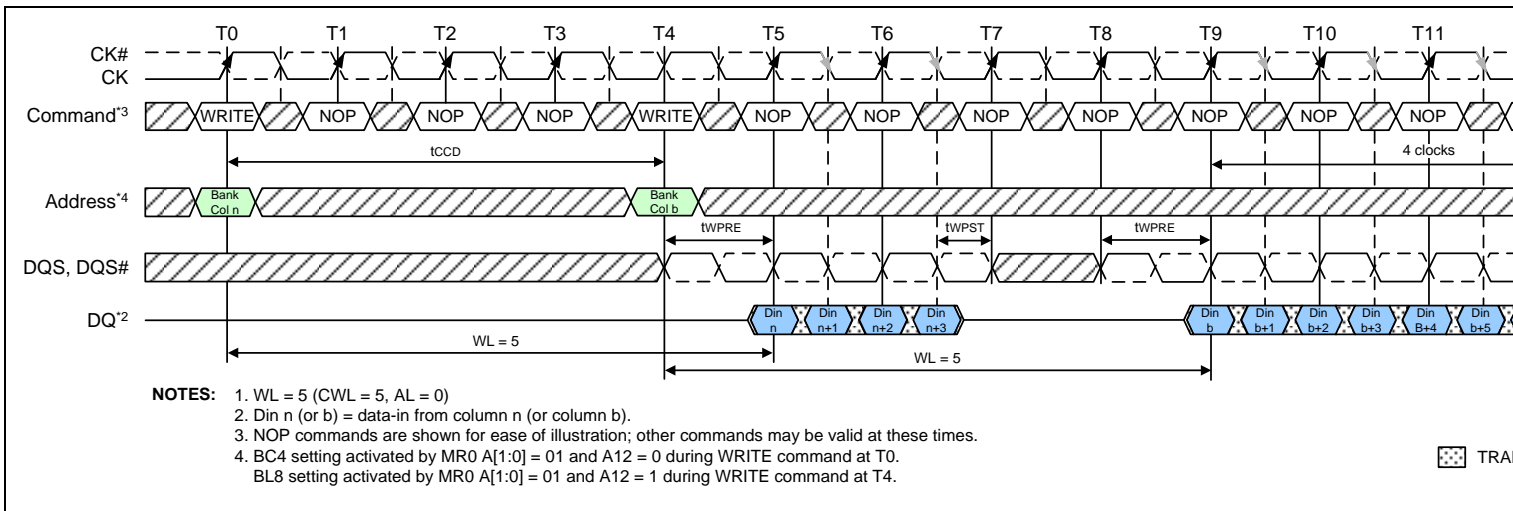 T0 T1 T2 T3 T4 T5 T6 T7 T8 T9 T10 T11
CK#
CK
Command*3 WRITE NOP NOP NOP WRITE NOP NOP NOP NOP NOP NOP NOP
tCCD 4 clocks
Address*4 Bank Col n Bank Col b
tWPRE tWPST tWPRE
DQS, DQS#
DQ*2 Din n Din n+1 Din n+2 Din n+3 Din b Din b+1 Din b+2 Din b+3 Din B+4 Din b+5
WL = 5
WL = 5
NOTES: 1. WL = 5 (CWL = 5, AL = 0)
2. Din n (or b) = data-in from column n (or column b).
3. NOP commands are shown for ease of illustration; other commands may be valid at these times.
4. BC4 setting activated by MR0 A[1:0] = 01 and A12 = 0 during WRITE command at T0.
BL8 setting activated by MR0 A[1:0] = 01 and A12 = 1 during WRITE command at T4.
TRA